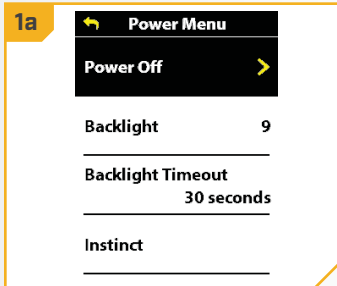 1a
Power Menu
Power Off
Backlight 9
Backlight Timeout
30 seconds
Instinct